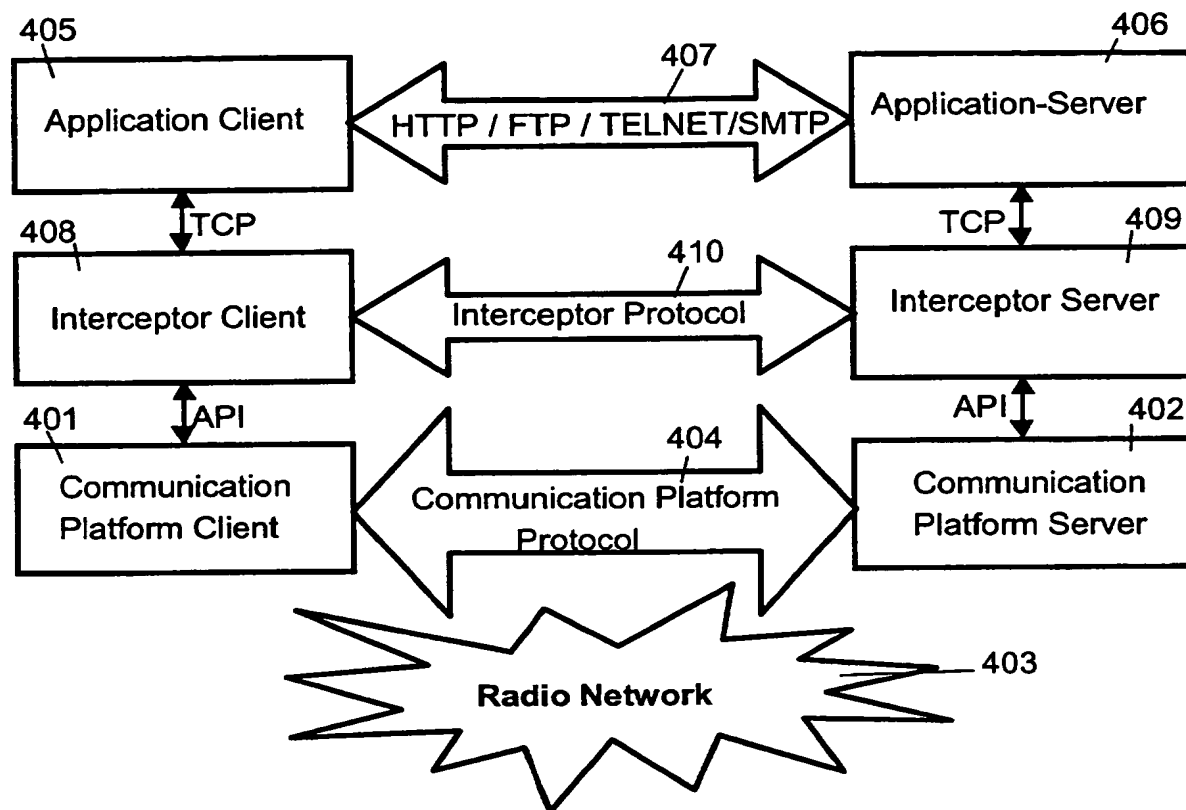 405
406
407
Application Client
HTTP / FTP / TELNET/SMTP
Application-Server
TCP
TCP
408
409
410
Interceptor Client
Interceptor Protocol
Interceptor Server
API
API
401
402
404
Communication
Platform Client
Communication Platform
Protocol
Communication
Platform Server
403
Radio Network